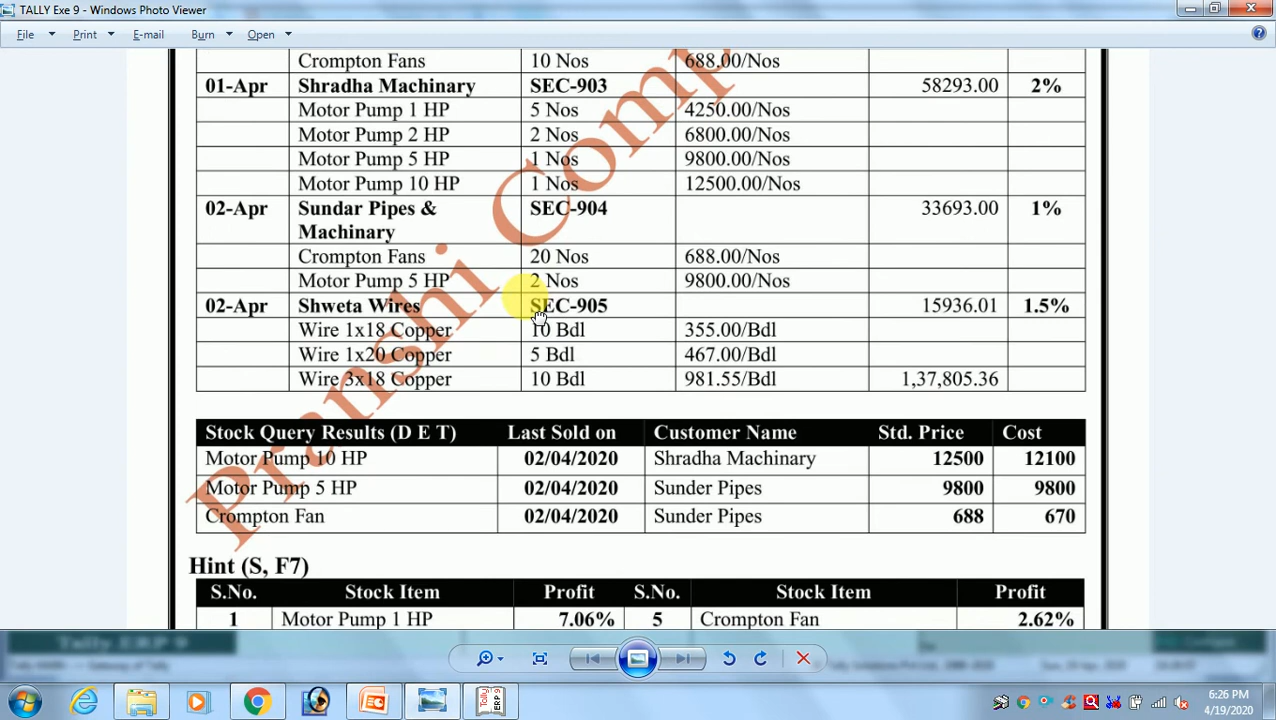 TALLY Exe 9 - Windows Photo Viewer
File Print E-mail Burn Open
Crompton Fans 10 Nos 688.00/Nos
01-Apr Shradha Machinary SEC-903 58293.00 2%
Motor Pump 1 HP 5 Nos 4250.00/Nos
Motor Pump 2 HP 2 Nos 6800.00/Nos
Motor Pump 5 HP 1 Nos 9800.00/Nos
Motor Pump 10 HP 1 Nos 12500.00/Nos
02-Apr Sundar Pipes & SEC-904 33693.00 1%
Machinary
Crompton Fans 20 Nos 688.00/Nos
Motor Pump 5 HP 2 Nos 9800.00/Nos
02-Apr Shweta Wires SEC-905 15936.01 1.5%
Wire 1x18 Copper 10 Bdl 355.00/Bdl
Wire 1x20 Copper 5 Bdl 467.00/Bdl
Wire 3x18 Copper 10 Bdl 981.55/Bdl 1,37,805.36
Pranshi Comp
Stock Query Results (D E T) Last Sold on Customer Name Std. Price Cost
Motor Pump 10 HP 02/04/2020 Shradha Machinary 12500 12100
Motor Pump 5 HP 02/04/2020 Sunder Pipes 9800 9800
Crompton Fan 02/04/2020 Sunder Pipes 688 670
Hint (S, F7)
S.No. Stock Item Profit S.No. Stock Item Profit
1 Motor Pump 1 HP 7.06% 5 Crompton Fan 2.62%
Tally ERP 9
Tally ERP 9
6:26 PM
4/19/2020